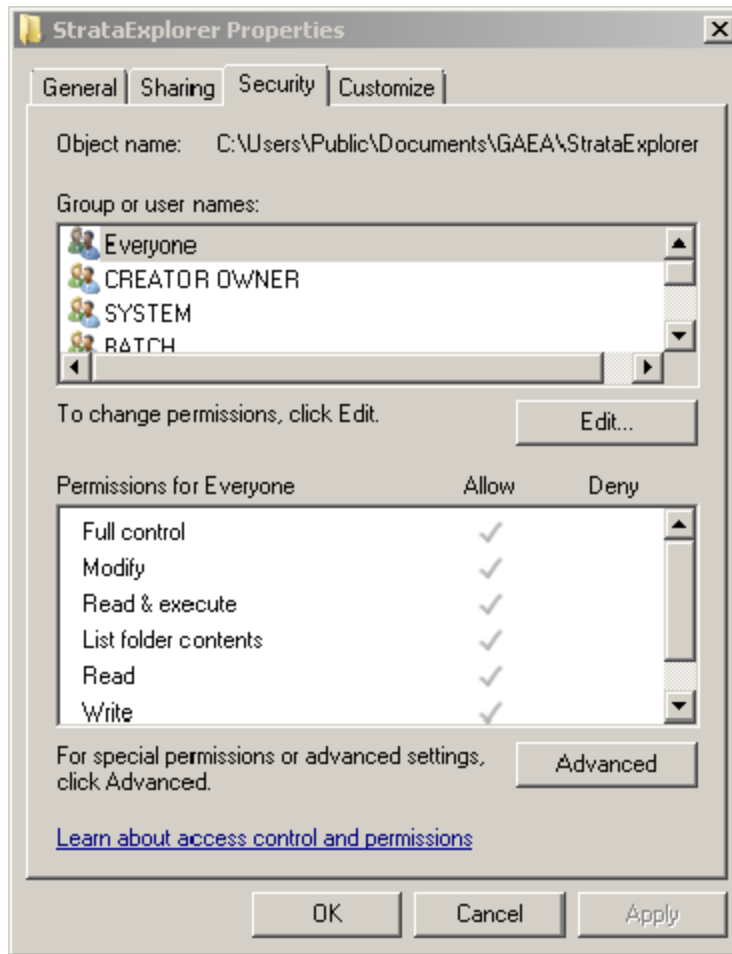 StrataExplorer Properties
General Sharing Security Customize
Object name: C:\Users\Public\Documents\GAEA\StrataExplorer
Group or user names:
Everyone
CREATOR OWNER
SYSTEM
BATCH
To change permissions, click Edit.
Edit...
Permissions for Everyone Allow Deny
Full control
Modify
Read & execute
List folder contents
Read
Write
For special permissions or advanced settings,
click Advanced.
Advanced
Learn about access control and permissions
OK Cancel Apply